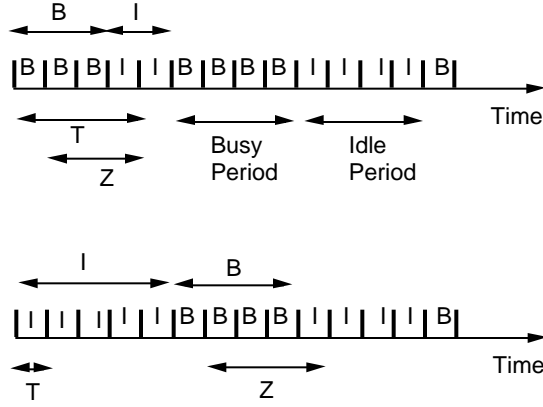 B I
B B B I I B B B B I I I I B
Time
T Busy Idle
Z Period Period
I B
I I I I I B B B B I I I I B
Time
T Z